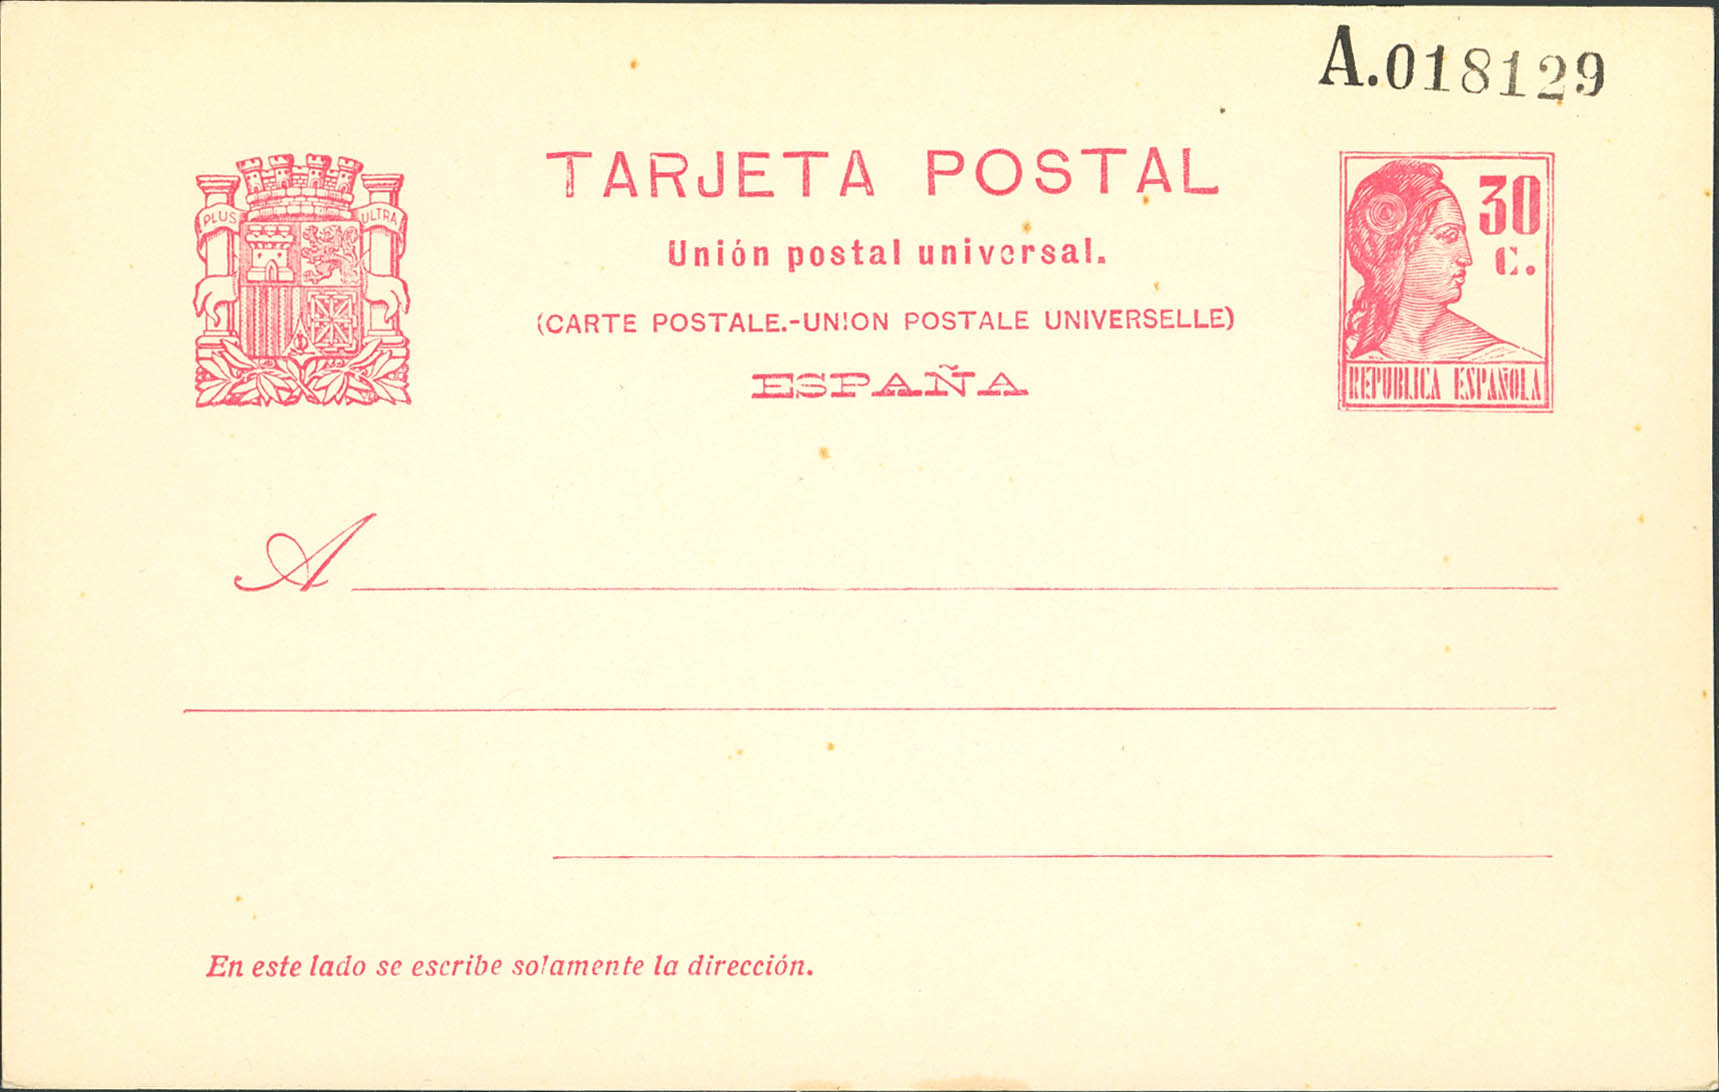 A.018129
TARJETA POSTAL
PLUS ULTRA
Unión postal universal.
30
C.
(CARTE POSTALE.-UNION POSTALE UNIVERSELLE)
ESPAÑA
REPUBLICA ESPAÑOLA
A
En este lado se escribe solamente la dirección.